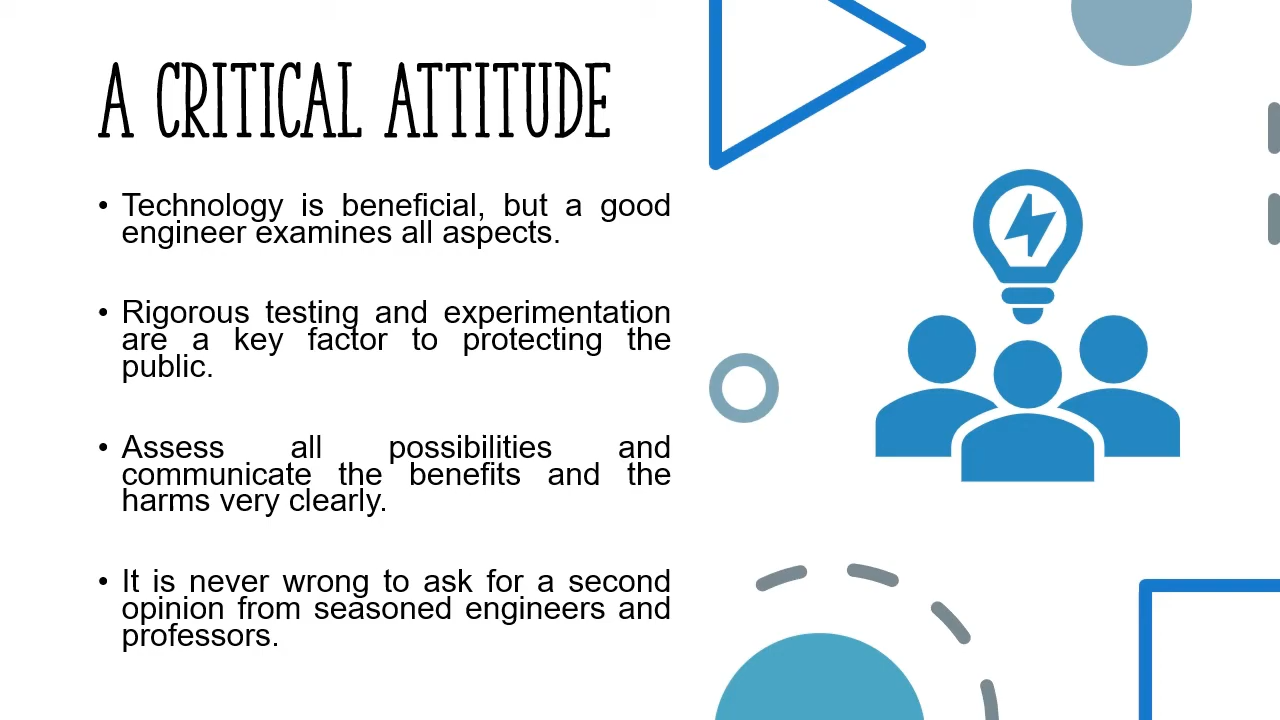 A CRITICAL ATTITUDE
• Technology is beneficial, but a good
engineer examines all aspects.
• Rigorous testing and experimentation
are a key factor to protecting the
public.
• Assess all possibilities and
communicate the benefits and the
harms very clearly.
• It is never wrong to ask for a second
opinion from seasoned engineers and
professors.